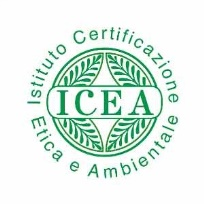 Istituto Certificazione
ICEA
Etica e Ambientale